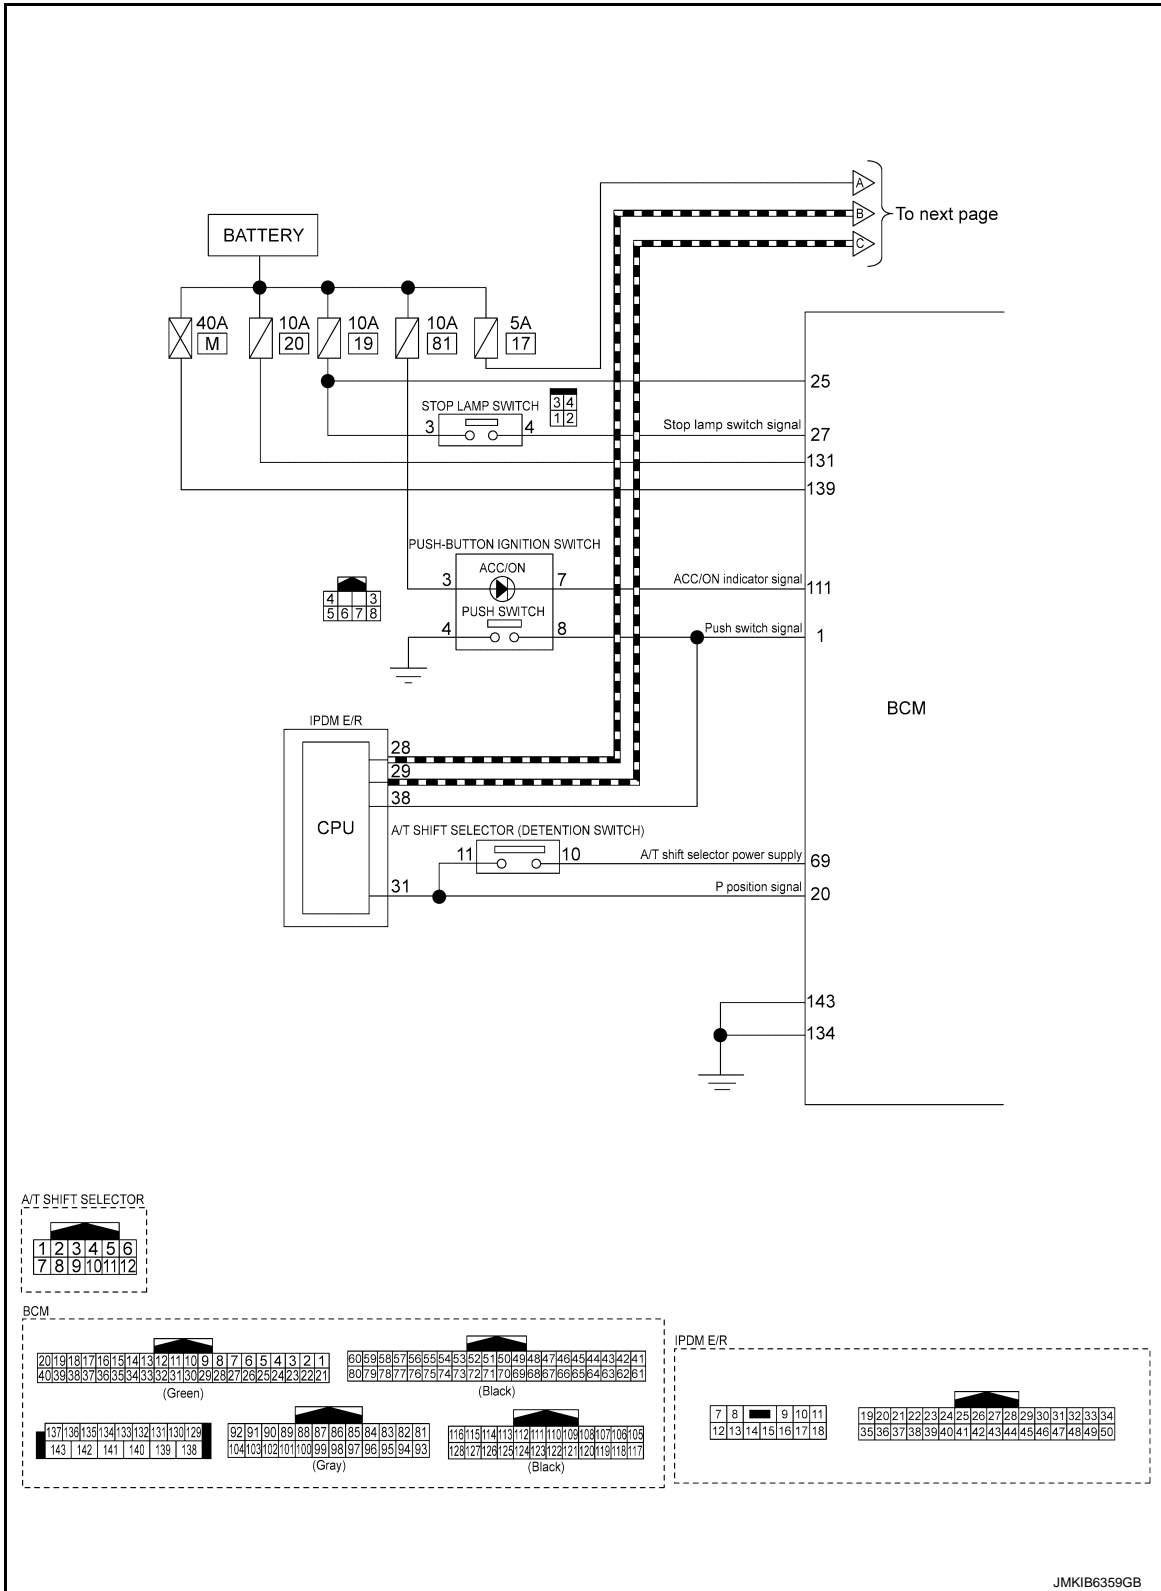 A
B
C
To next page
BATTERY
40A
M
10A
20
10A
19
10A
81
5A
17
25
STOP LAMP SWITCH
3 4
1 2
3
4
Stop lamp switch signal
27
131
139
PUSH-BUTTON IGNITION SWITCH
ACC/ON
3
7
ACC/ON indicator signal
111
4 3
5 6 7 8
PUSH SWITCH
4
8
Push switch signal
1
BCM
IPDM E/R
28
29
38
CPU
A/T SHIFT SELECTOR (DETENTION SWITCH)
11
10
A/T shift selector power supply
69
31
P position signal
20
143
134
A/T SHIFT SELECTOR
1 2 3 4 5 6
7 8 9 10 11 12
BCM
20 19 18 17 16 15 14 13 12 11 10 9 8 7 6 5 4 3 2 1
40 39 38 37 36 35 34 33 32 31 30 29 28 27 26 25 24 23 22 21
(Green)
60 59 58 57 56 55 54 53 52 51 50 49 48 47 46 45 44 43 42 41
80 79 78 77 76 75 74 73 72 71 70 69 68 67 66 65 64 63 62 61
(Black)
137 136 135 134 133 132 131 130 129
143 142 141 140 139 138
92 91 90 89 88 87 86 85 84 83 82 81
104 103 102 101 100 99 98 97 96 95 94 93
(Gray)
116 115 114 113 112 111 110 109 108 107 106 105
128 127 126 125 124 123 122 121 120 119 118 117
(Black)
IPDM E/R
7 8 9 10 11
12 13 14 15 16 17 18
19 20 21 22 23 24 25 26 27 28 29 30 31 32 33 34
35 36 37 38 39 40 41 42 43 44 45 46 47 48 49 50
JMKIB6359GB